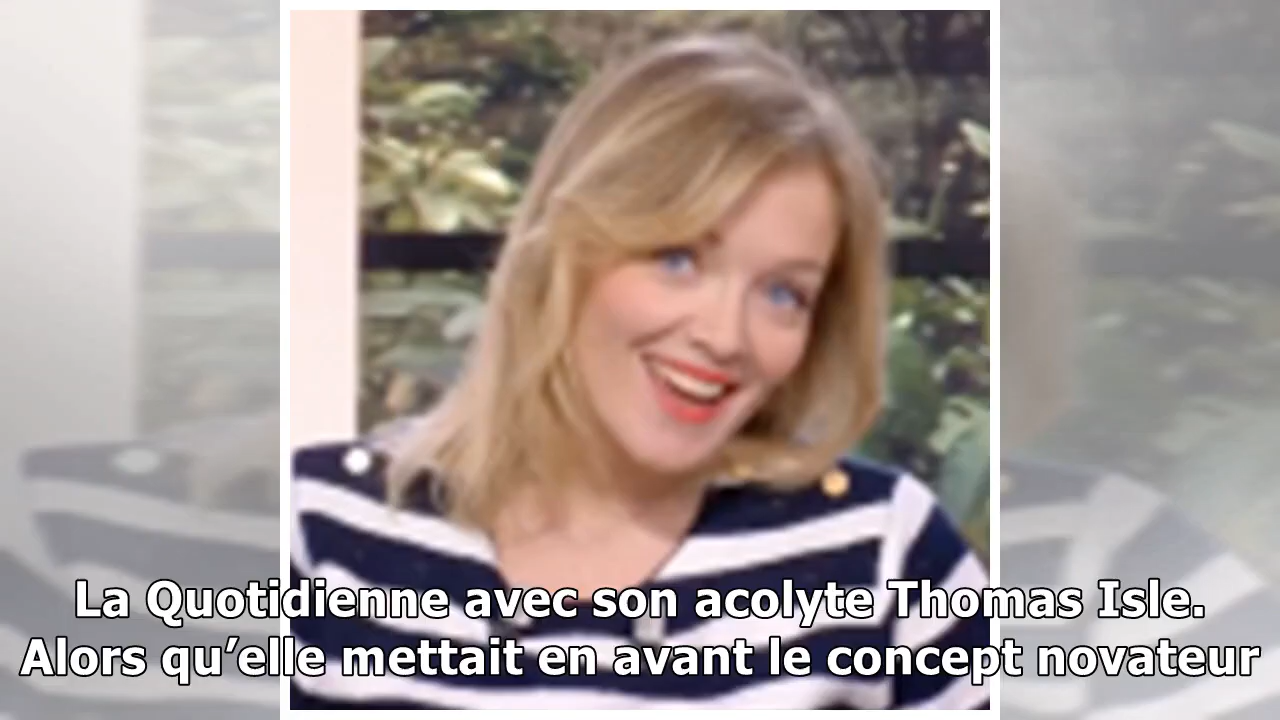 La Quotidienne avec son acolyte Thomas Isle.
Alors qu’elle mettait en avant le concept novateur